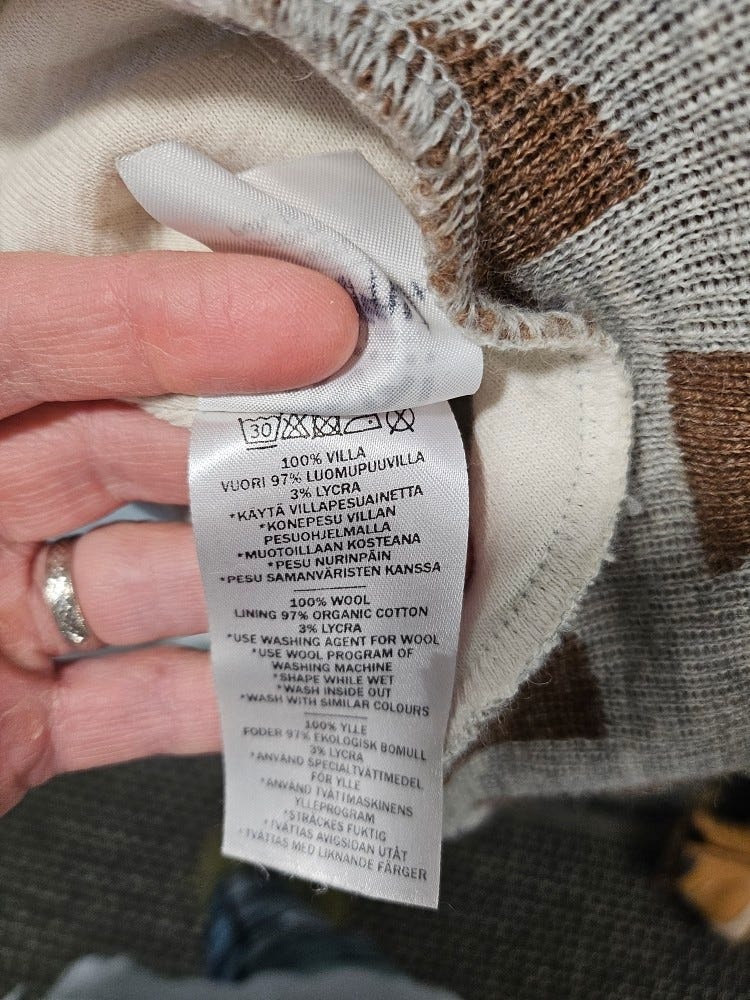 30
100% VILLA
VUORI 97% LUOMUPUUVILLA
3% LYCRA
*KÄYTÄ VILLAPESUAINETTA
*KONEPESU VILLAN
PESUOHJELMALLA
*MUOTOILLAAN KOSTEANA
*PESU NURINPÄIN
*PESU SAMANVÄRISTEN KANSSA
100% WOOL
LINING 97% ORGANIC COTTON
3% LYCRA
*USE WASHING AGENT FOR WOOL
*USE WOOL PROGRAM OF
WASHING MACHINE
*SHAPE WHILE WET
*WASH INSIDE OUT
*WASH WITH SIMILAR COLOURS
100% YLLE
FODER 97% EKOLOGISK BOMULL
3% LYCRA
*ANVÄND SPECIALTVÄTTMEDEL
FÖR YLLE
*ANVÄND TVÄTTMASKINENS
YLLEPROGRAM
*STRÄCKES FUKTIG
*TVÄTTAS AVIGSIDAN UTÅT
*TVÄTTAS MED LIKNANDE FÄRGER